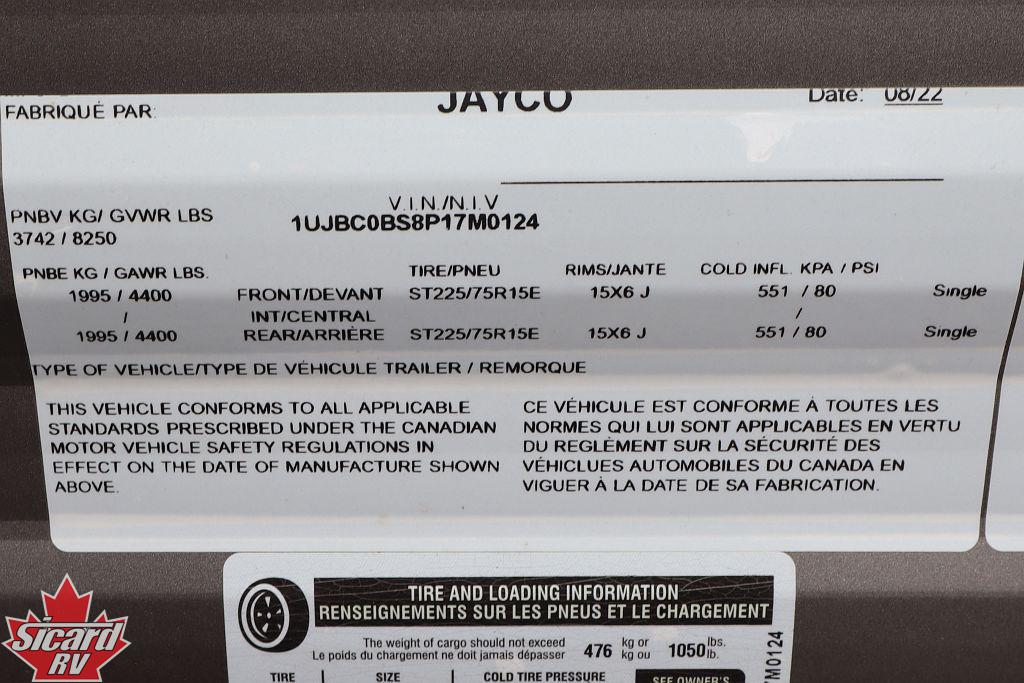 FABRIQUÉ PAR: JAYCO Date: 08/22
V.I.N./N.I.V
1UJBC0BS8P17M0124
PNBV KG/ GVWR LBS
3742 / 8250
PNBE KG / GAWR LBS. TIRE/PNEU RIMS/JANTE COLD INFL. KPA / PSI
1995 / 4400 FRONT/DEVANT ST225/75R15E 15X6 J 551 / 80 Single
/ INT/CENTRAL /
1995 / 4400 REAR/ARRIÈRE ST225/75R15E 15X6 J 551 / 80 Single
TYPE OF VEHICLE/TYPE DE VÉHICULE TRAILER / REMORQUE
THIS VEHICLE CONFORMS TO ALL APPLICABLE
STANDARDS PRESCRIBED UNDER THE CANADIAN
MOTOR VEHICLE SAFETY REGULATIONS IN
EFFECT ON THE DATE OF MANUFACTURE SHOWN
ABOVE.
CE VÉHICULE EST CONFORME À TOUTES LES
NORMES QUI LUI SONT APPLICABLES EN VERTU
DU REGLÈMENT SUR LA SÉCURITÉ DES
VÉHICLUES AUTOMOBILES DU CANADA EN
VIGUER À LA DATE DE SA FABRICATION.
TIRE AND LOADING INFORMATION
RENSEIGNEMENTS SUR LES PNEUS ET LE CHARGEMENT
The weight of cargo should not exceed
Le poids du chargement ne doit jamais dépasser
476 kg or 1050 lbs.
kg ou lb.
TIRE SIZE COLD TIRE PRESSURE SEE OWNER'S
7M0124
Sicard
RV